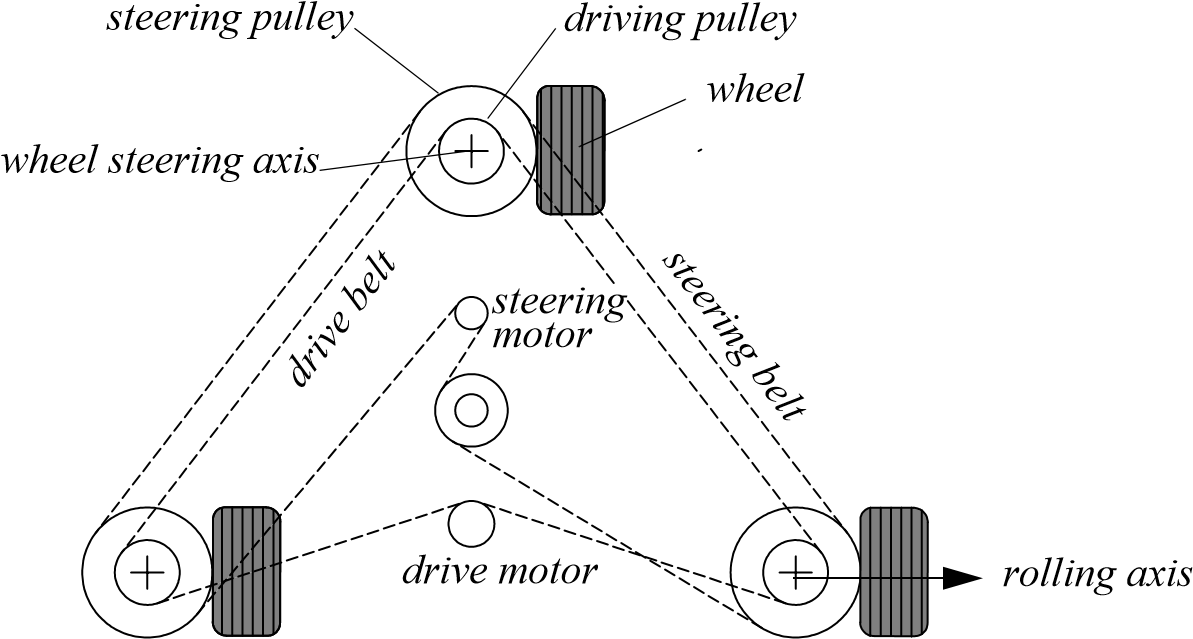 steering pulley
driving pulley
wheel
wheel steering axis
drive belt
steering belt
steering
motor
drive motor
rolling axis